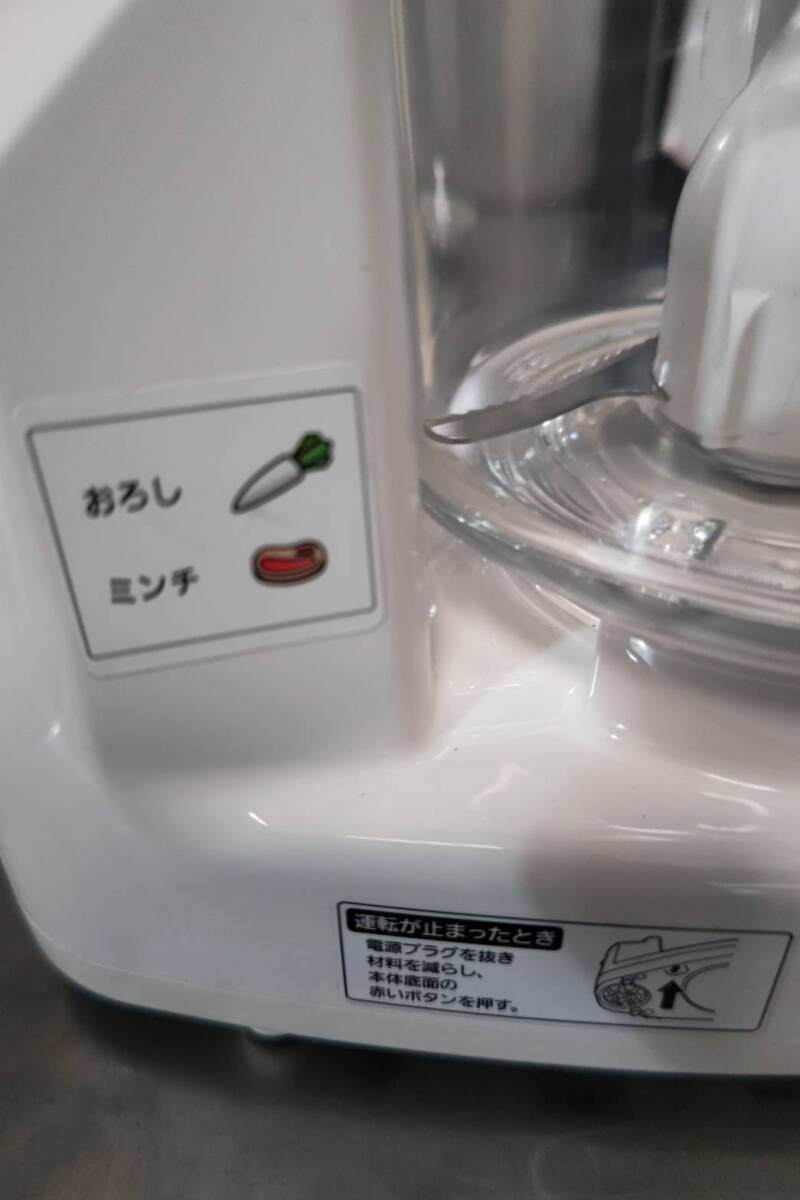 おろし
ミンチ
運転が止まったとき
電源プラグを抜き
材料を減らし、
本体底面の
赤いボタンを押す。